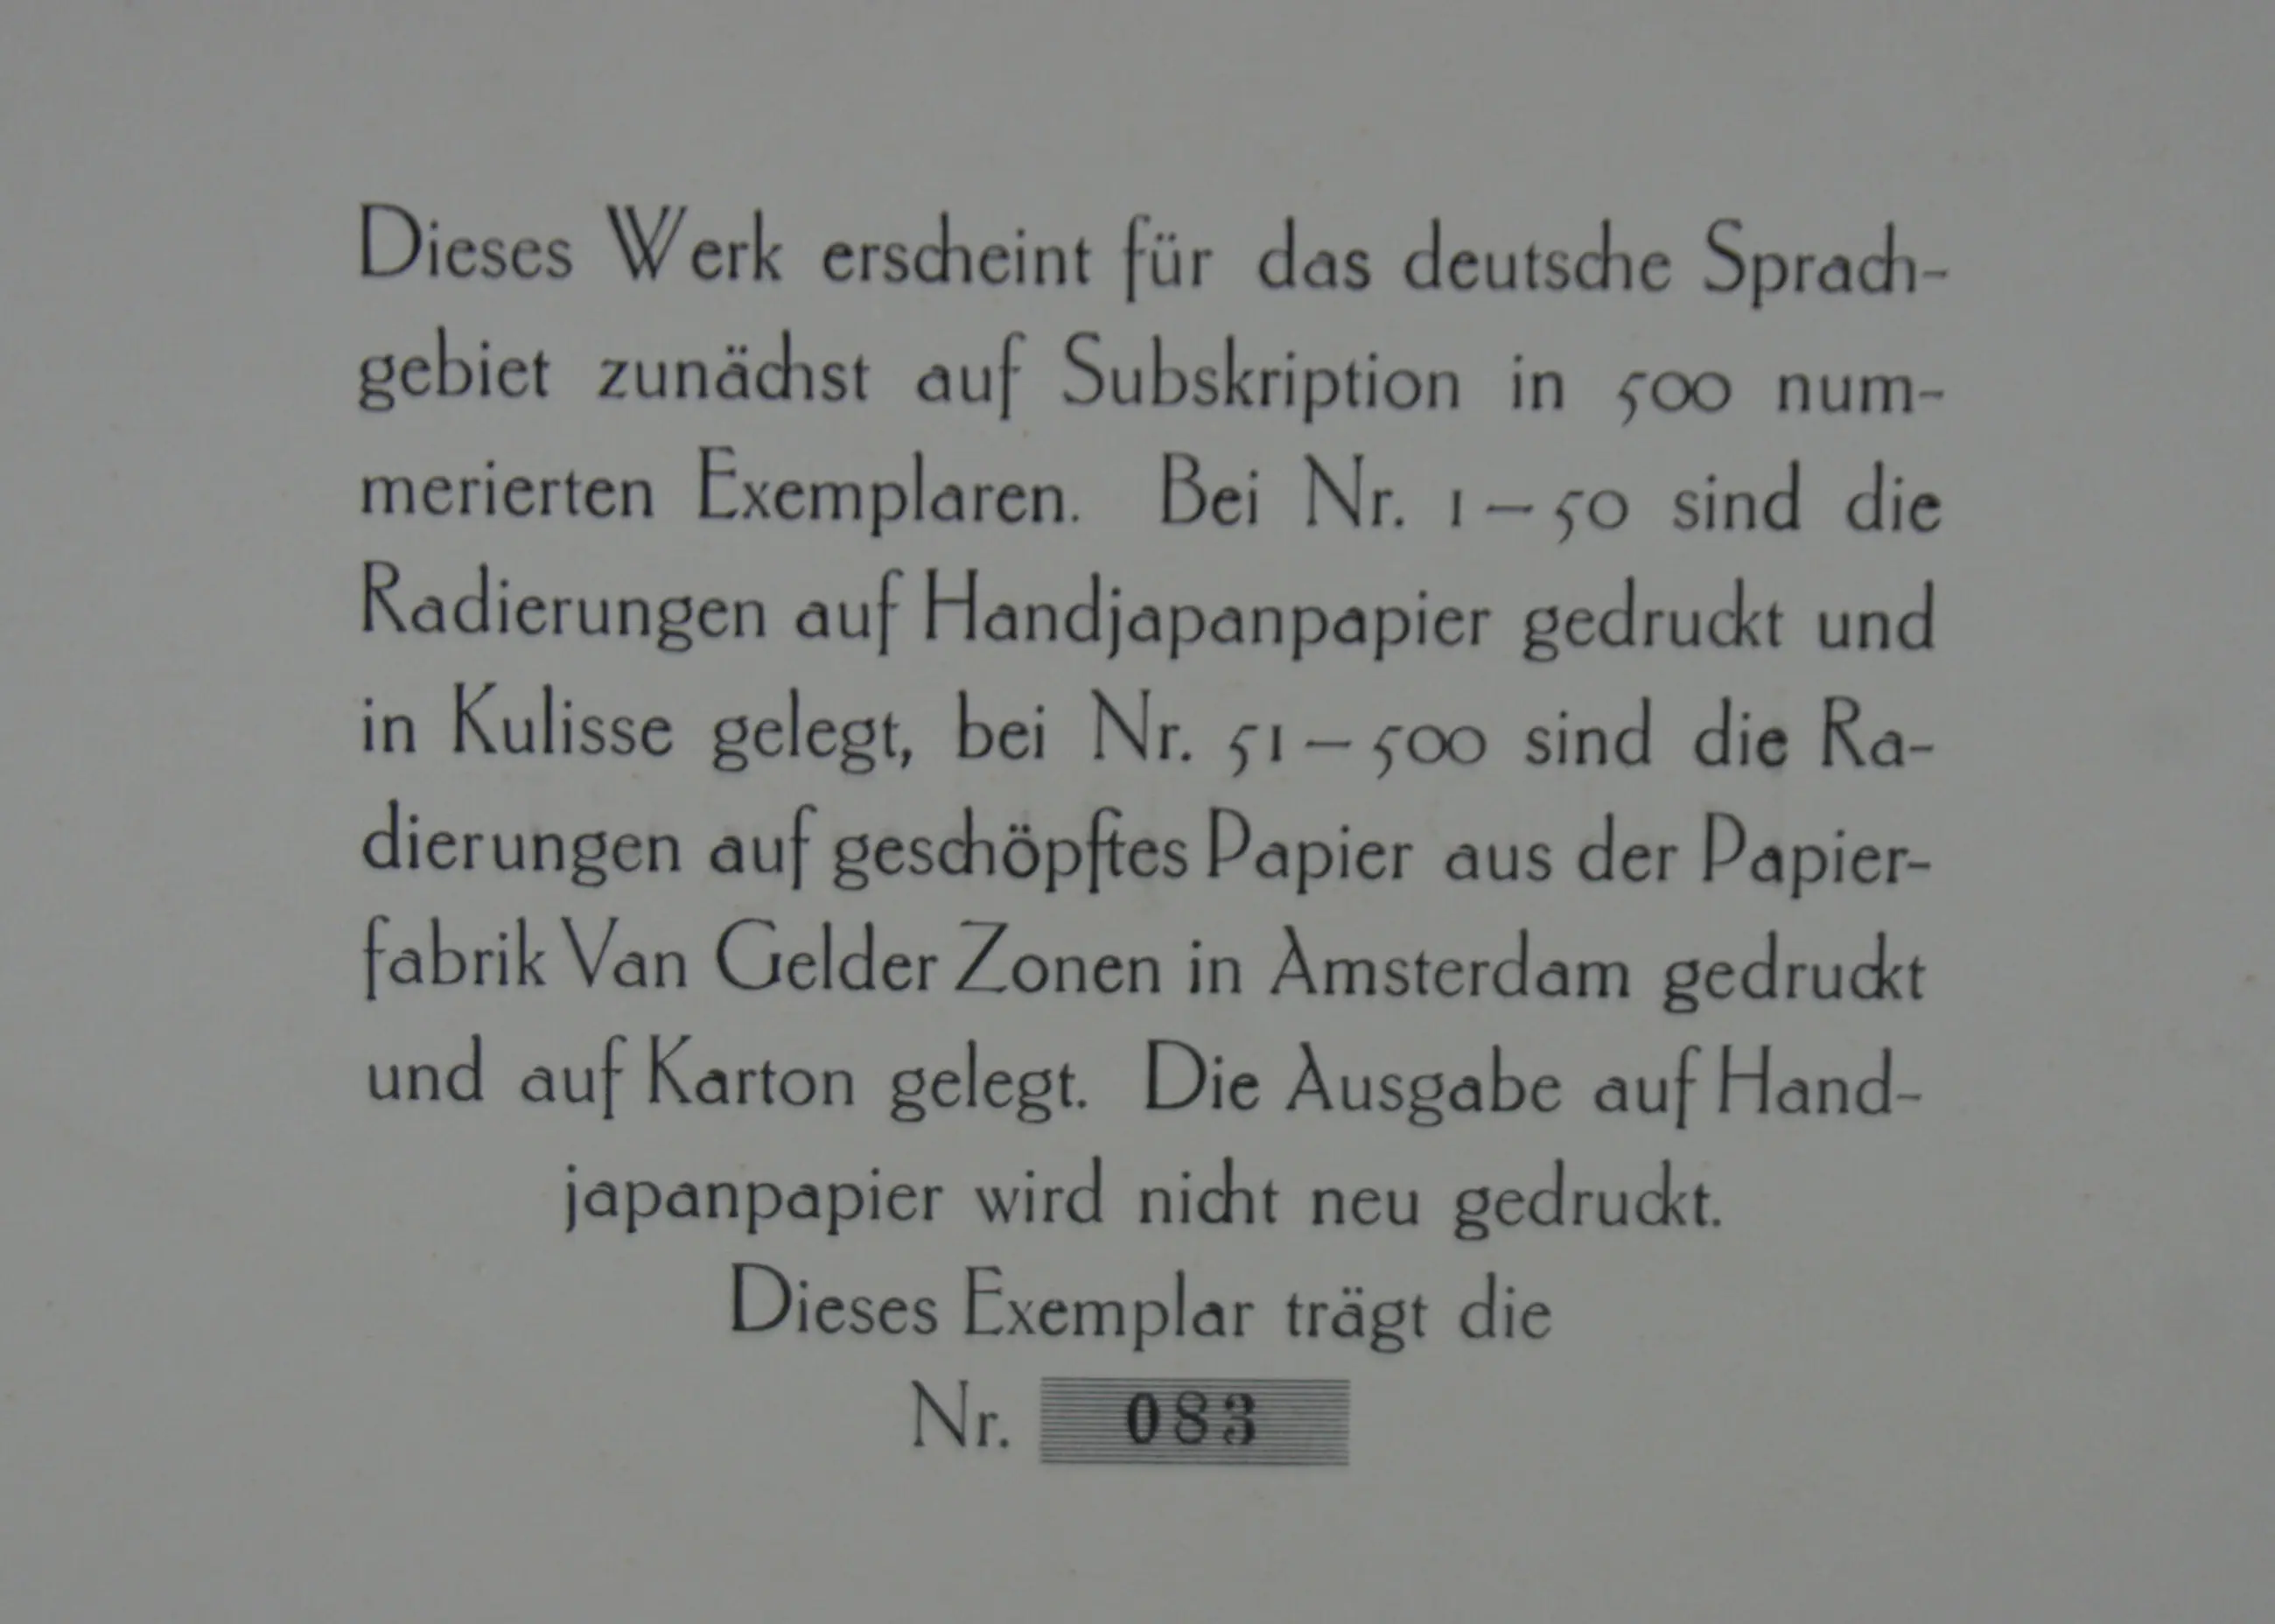 Dieses Werk erscheint für das deutsche Sprach-
gebiet zunächst auf Subskription in 500 num-
merierten Exemplaren. Bei Nr. 1 – 50 sind die
Radierungen auf Handjapanpapier gedruckt und
in Kulisse gelegt, bei Nr. 51 – 500 sind die Ra-
dierungen auf geschöpftes Papier aus der Papier-
fabrik Van Gelder Zonen in Amsterdam gedruckt
und auf Karton gelegt. Die Ausgabe auf Hand-
japanpapier wird nicht neu gedruckt.
Dieses Exemplar trägt die
Nr. 083